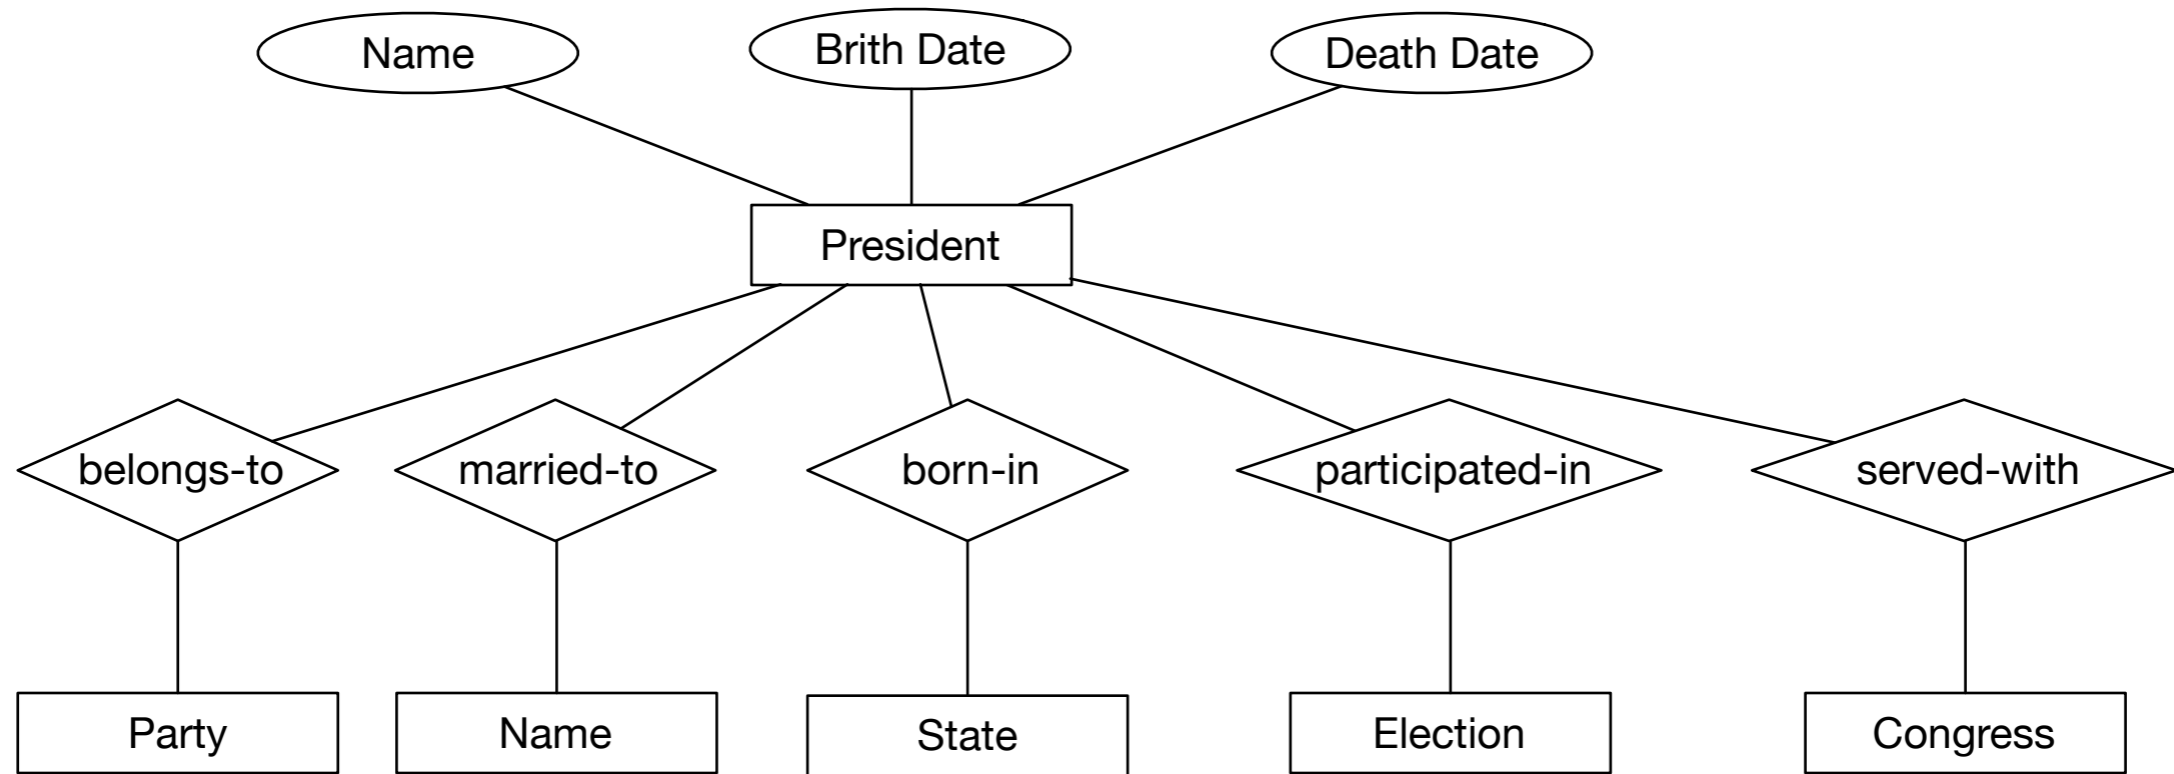 Name
Brith Date
Death Date
President
belongs-to
married-to
born-in
participated-in
served-with
Party
Name
State
Election
Congress